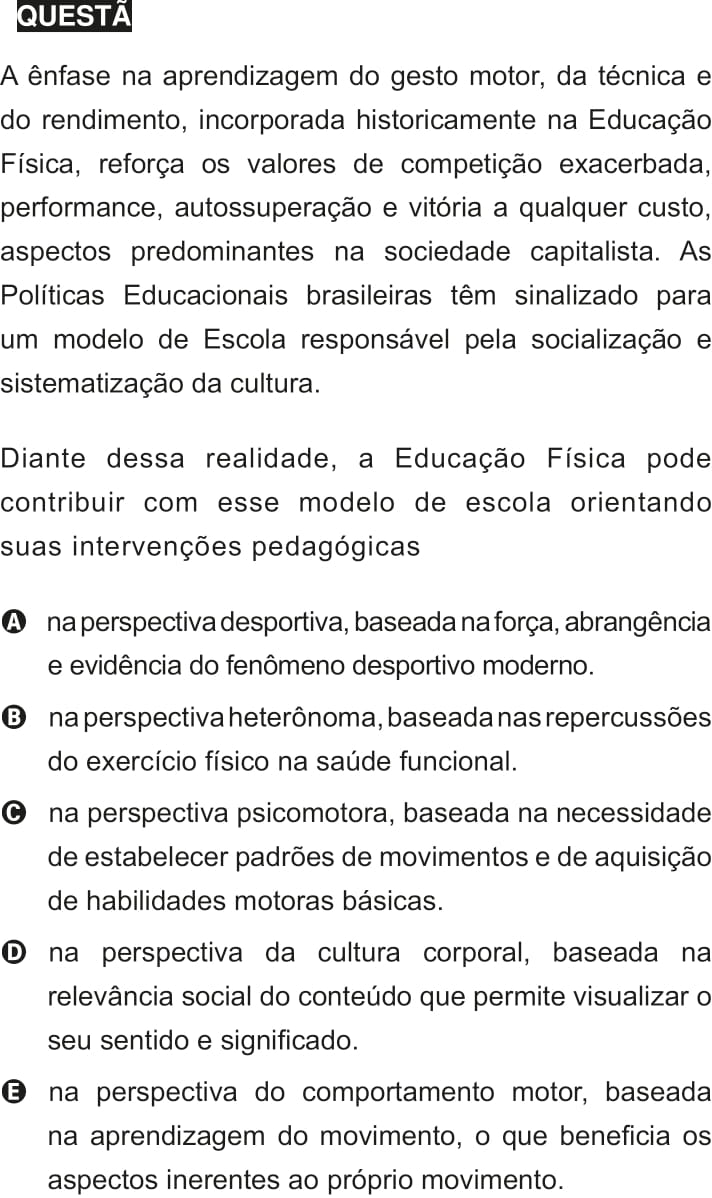 QUESTÃ
A ênfase na aprendizagem do gesto motor, da técnica e
do rendimento, incorporada historicamente na Educação
Física, reforça os valores de competição exacerbada,
performance, autossuperação e vitória a qualquer custo,
aspectos predominantes na sociedade capitalista. As
Políticas Educacionais brasileiras têm sinalizado para
um modelo de Escola responsável pela socialização e
sistematização da cultura.
Diante dessa realidade, a Educação Física pode
contribuir com esse modelo de escola orientando
suas intervenções pedagógicas
A na perspectiva desportiva, baseada na força, abrangência
e evidência do fenômeno desportivo moderno.
B na perspectiva heterônoma, baseada nas repercussões
do exercício físico na saúde funcional.
C na perspectiva psicomotora, baseada na necessidade
de estabelecer padrões de movimentos e de aquisição
de habilidades motoras básicas.
D na perspectiva da cultura corporal, baseada na
relevância social do conteúdo que permite visualizar o
seu sentido e significado.
E na perspectiva do comportamento motor, baseada
na aprendizagem do movimento, o que beneficia os
aspectos inerentes ao próprio movimento.